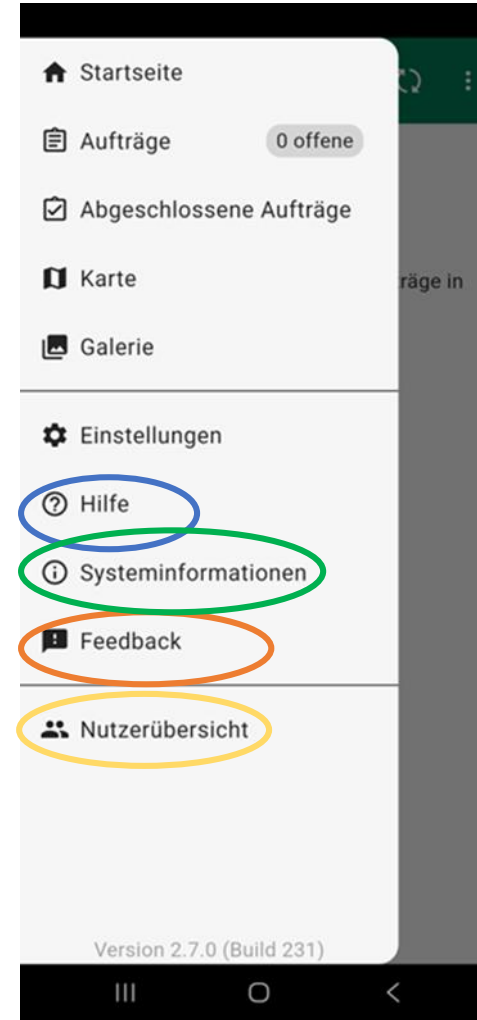 Startseite
Aufträge 0 offene
Abgeschlossene Aufträge
Karte
räge in
Galerie
Einstellungen
Hilfe
Systeminformationen
Feedback
Nutzerübersicht
Version 2.7.0 (Build 231)